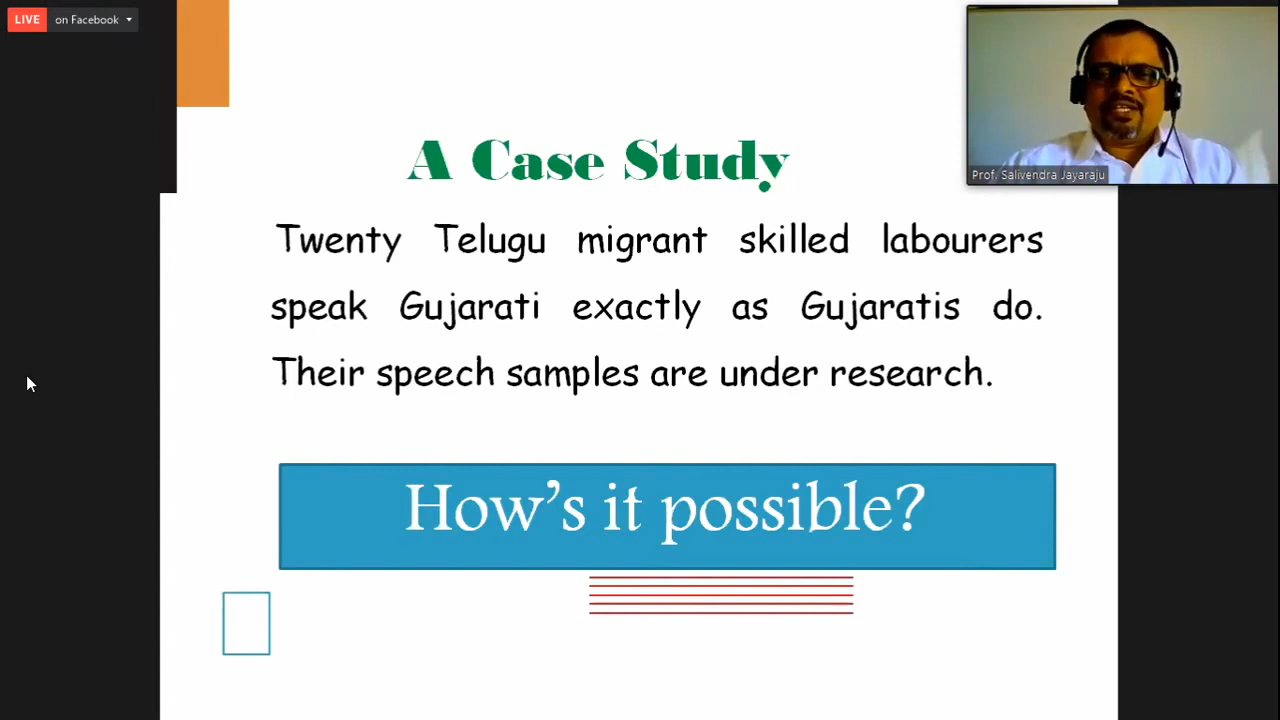 LIVE on Facebook
Prof. Salivendra Jayaraju
A Case Study
Twenty Telugu migrant skilled labourers
speak Gujarati exactly as Gujaratis do.
Their speech samples are under research.
How's it possible?